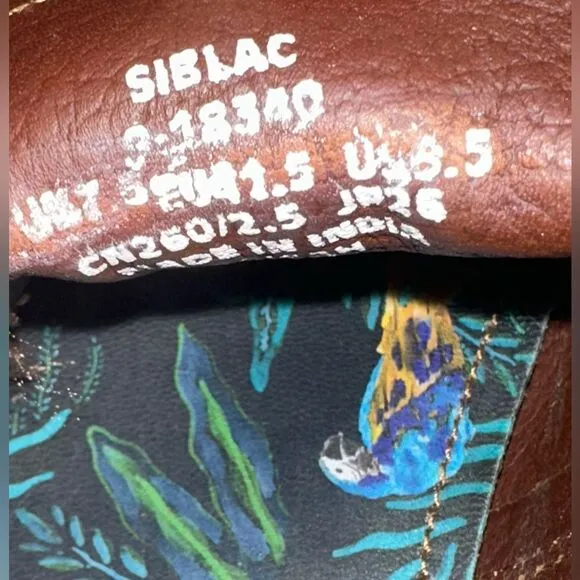 SIBLAC
3-18340
UK7.5 EU41.5 US8.5
CN260/2.5 JP26
MADE IN INDIA